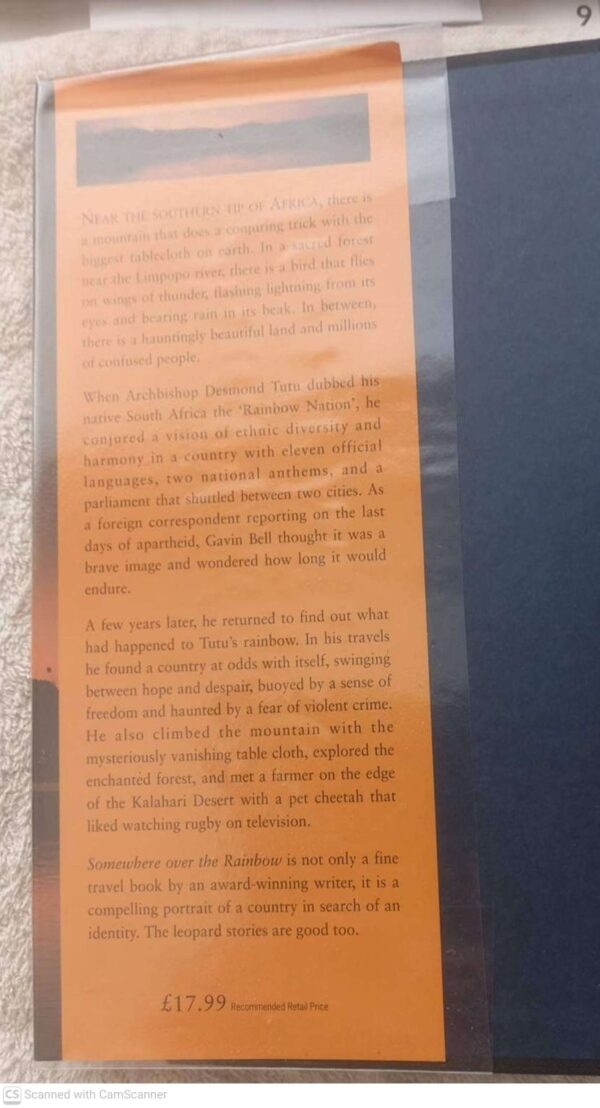 9
NEAR THE SOUTHERN TIP OF AFRICA, there is
a mountain that does a conjuring trick with the
biggest tablecloth on earth. In a sacred forest
near the Limpopo river, there is a bird that flies
on wings of thunder, flashing lightning from its
eyes and bearing rain in its beak. In between,
there is a hauntingly beautiful land and millions
of confused people.
When Archbishop Desmond Tutu dubbed his
native South Africa the ‘Rainbow Nation’, he
conjured a vision of ethnic diversity and
harmony in a country with eleven official
languages, two national anthems, and a
parliament that shuttled between two cities. As
a foreign correspondent reporting on the last
days of apartheid, Gavin Bell thought it was a
brave image and wondered how long it would
endure.
A few years later, he returned to find out what
had happened to Tutu’s rainbow. In his travels
he found a country at odds with itself, swinging
between hope and despair, buoyed by a sense of
freedom and haunted by a fear of violent crime.
He also climbed the mountain with the
mysteriously vanishing table cloth, explored the
enchanted forest, and met a farmer on the edge
of the Kalahari Desert with a pet cheetah that
liked watching rugby on television.
Somewhere over the Rainbow is not only a fine
travel book by an award-winning writer, it is a
compelling portrait of a country in search of an
identity. The leopard stories are good too.
£17.99 Recommended Retail Price
CS Scanned with CamScanner